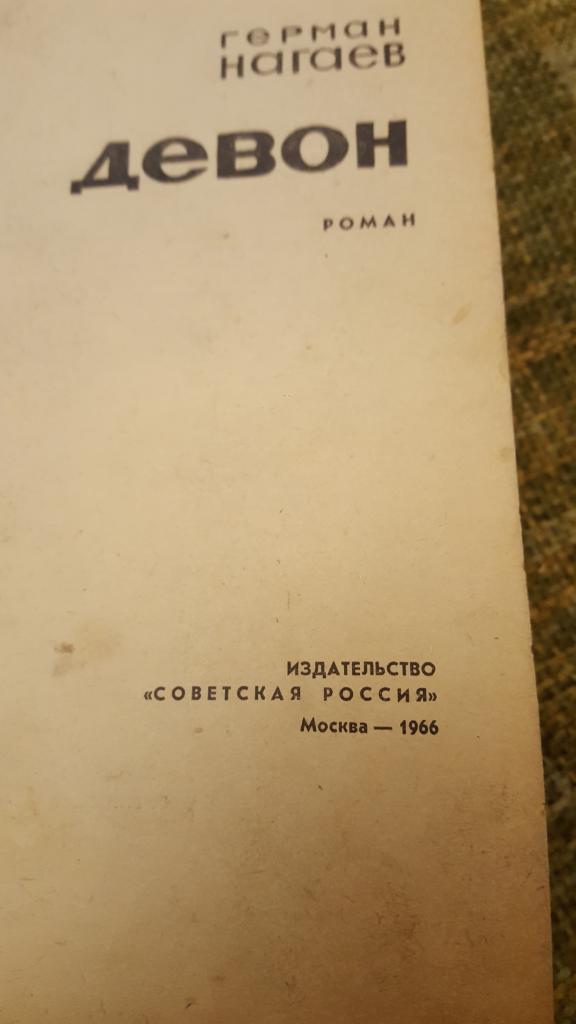 герман
нагаев
девон
РОМАН
ИЗДАТЕЛЬСТВО
«СОВЕТСКАЯ РОССИЯ»
Москва — 1966